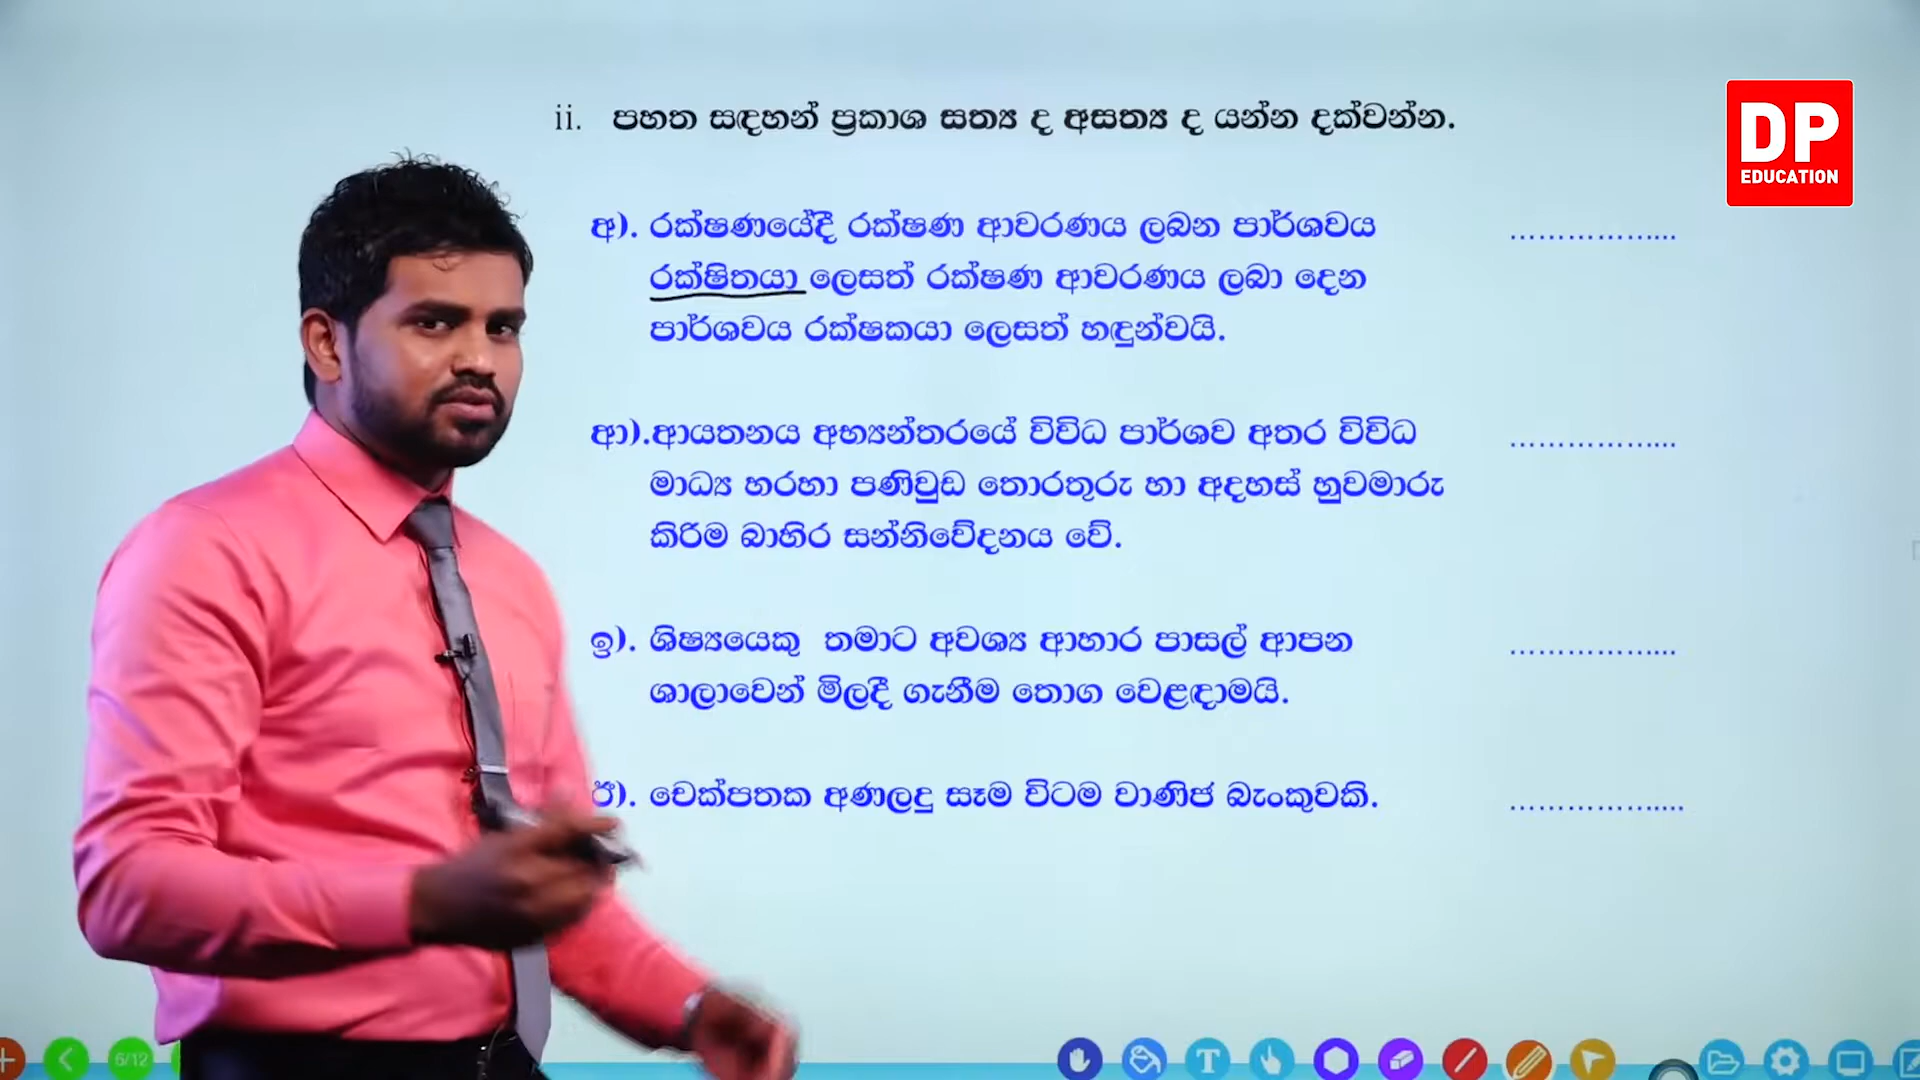 ii. පහත සඳහන් ප්‍රකාශ සත්‍ය ද අසත්‍ය ද යන්න දක්වන්න.
DP
EDUCATION
අ). රක්ෂණයේදී රක්ෂණ ආවරණය ලබන පාර්ශවය ...................
රක්ෂිතයා ලෙසත් රක්ෂණ ආවරණය ලබා දෙන
පාර්ශවය රක්ෂකයා ලෙසත් හඳුන්වයි.
ආ).ආයතනය අභ්‍යන්තරයේ විවිධ පාර්ශව අතර විවිධ ...................
මාධ්‍ය හරහා පණිවුඩ තොරතුරු හා අදහස් හුවමාරු
කිරීම බාහිර සන්නිවේදනය වේ.
ඉ). ශිෂ්‍යයෙකු තමාට අවශ්‍ය ආහාර පාසල් ආපන ...................
ශාලාවෙන් මිලදී ගැනීම තොග වෙළඳාමයි.
ඊ). චෙක්පතක අණලදු සෑම විටම වාණිජ බැංකුවකි. ....................
6/12
T